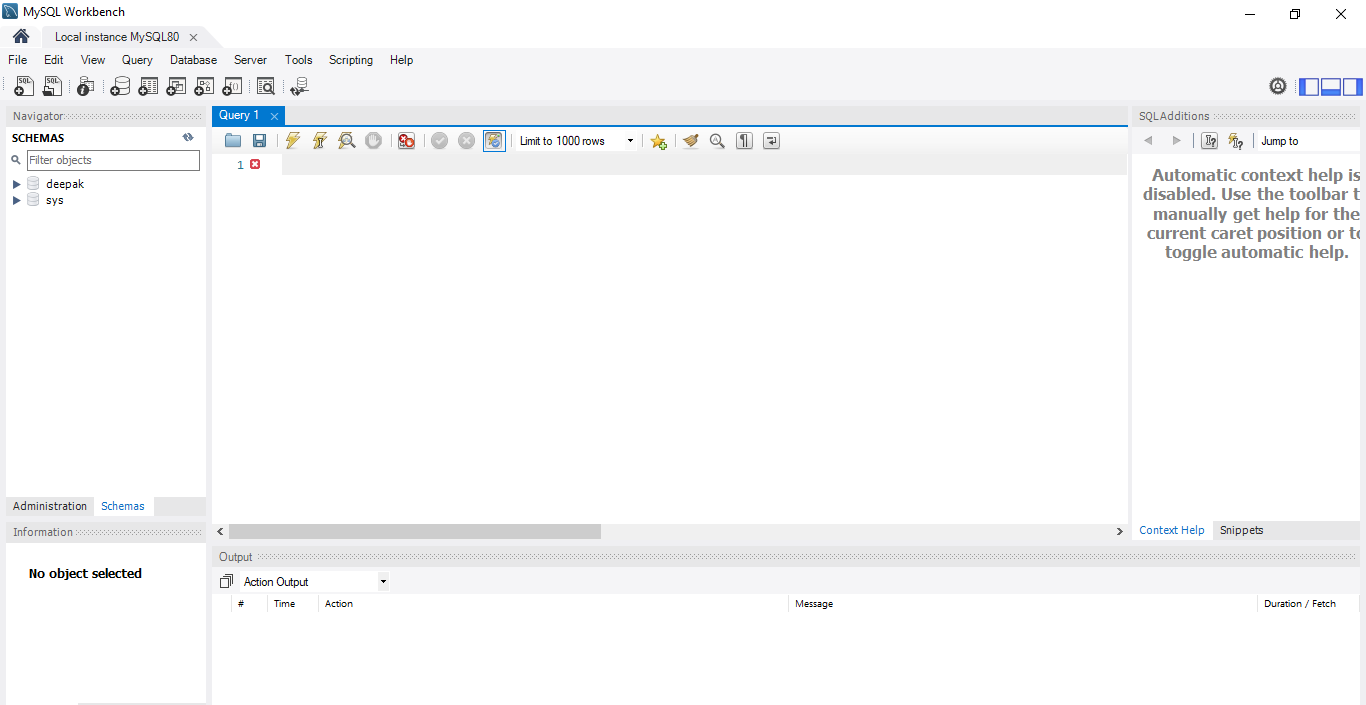 MySQL Workbench
Local instance MySQL80
File Edit View Query Database Server Tools Scripting Help
SQL SQL
Navigator
SCHEMAS
Filter objects
deepak
sys
Administration Schemas
Information
No object selected
Query 1
Limit to 1000 rows
1
Output
Action Output
# Time Action Message Duration / Fetch
SQLAdditions
Jump to
Automatic context help is
disabled. Use the toolbar t
manually get help for the
current caret position or to
toggle automatic help.
Context Help Snippets